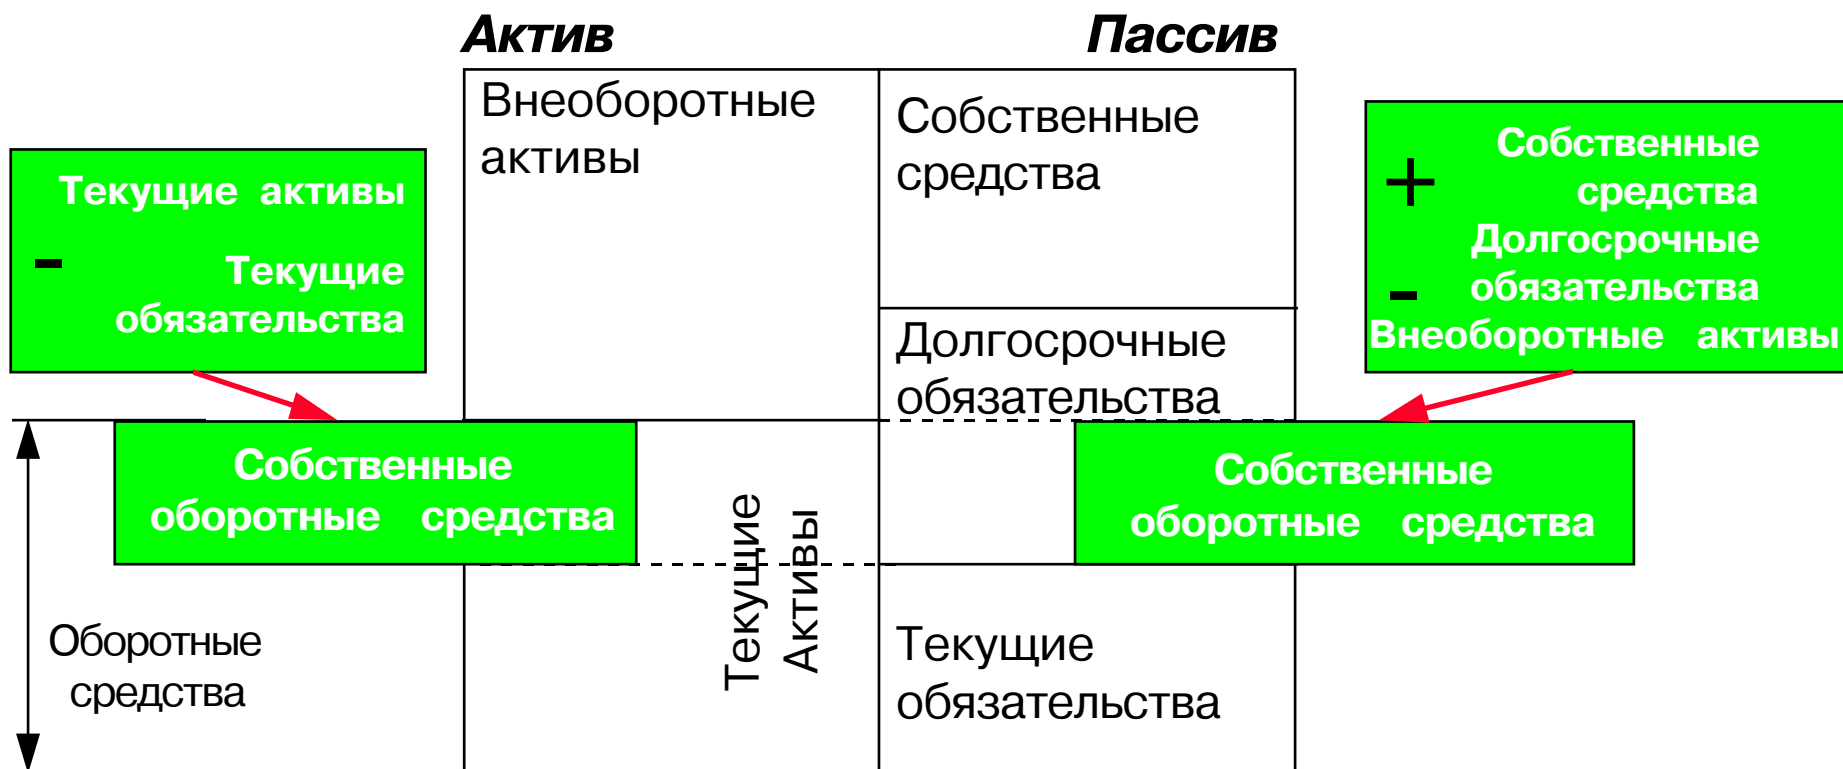 Актив
Пассив
Внеоборотные
активы
Собственные
средства
Текущие активы
-
Текущие
обязательства
+
Собственные
средства
Долгосрочные
-
обязательства
Внеоборотные активы
Долгосрочные
обязательства
Собственные
оборотные средства
Собственные
оборотные средства
Текущие
Активы
Оборотные
средства
Текущие
обязательства